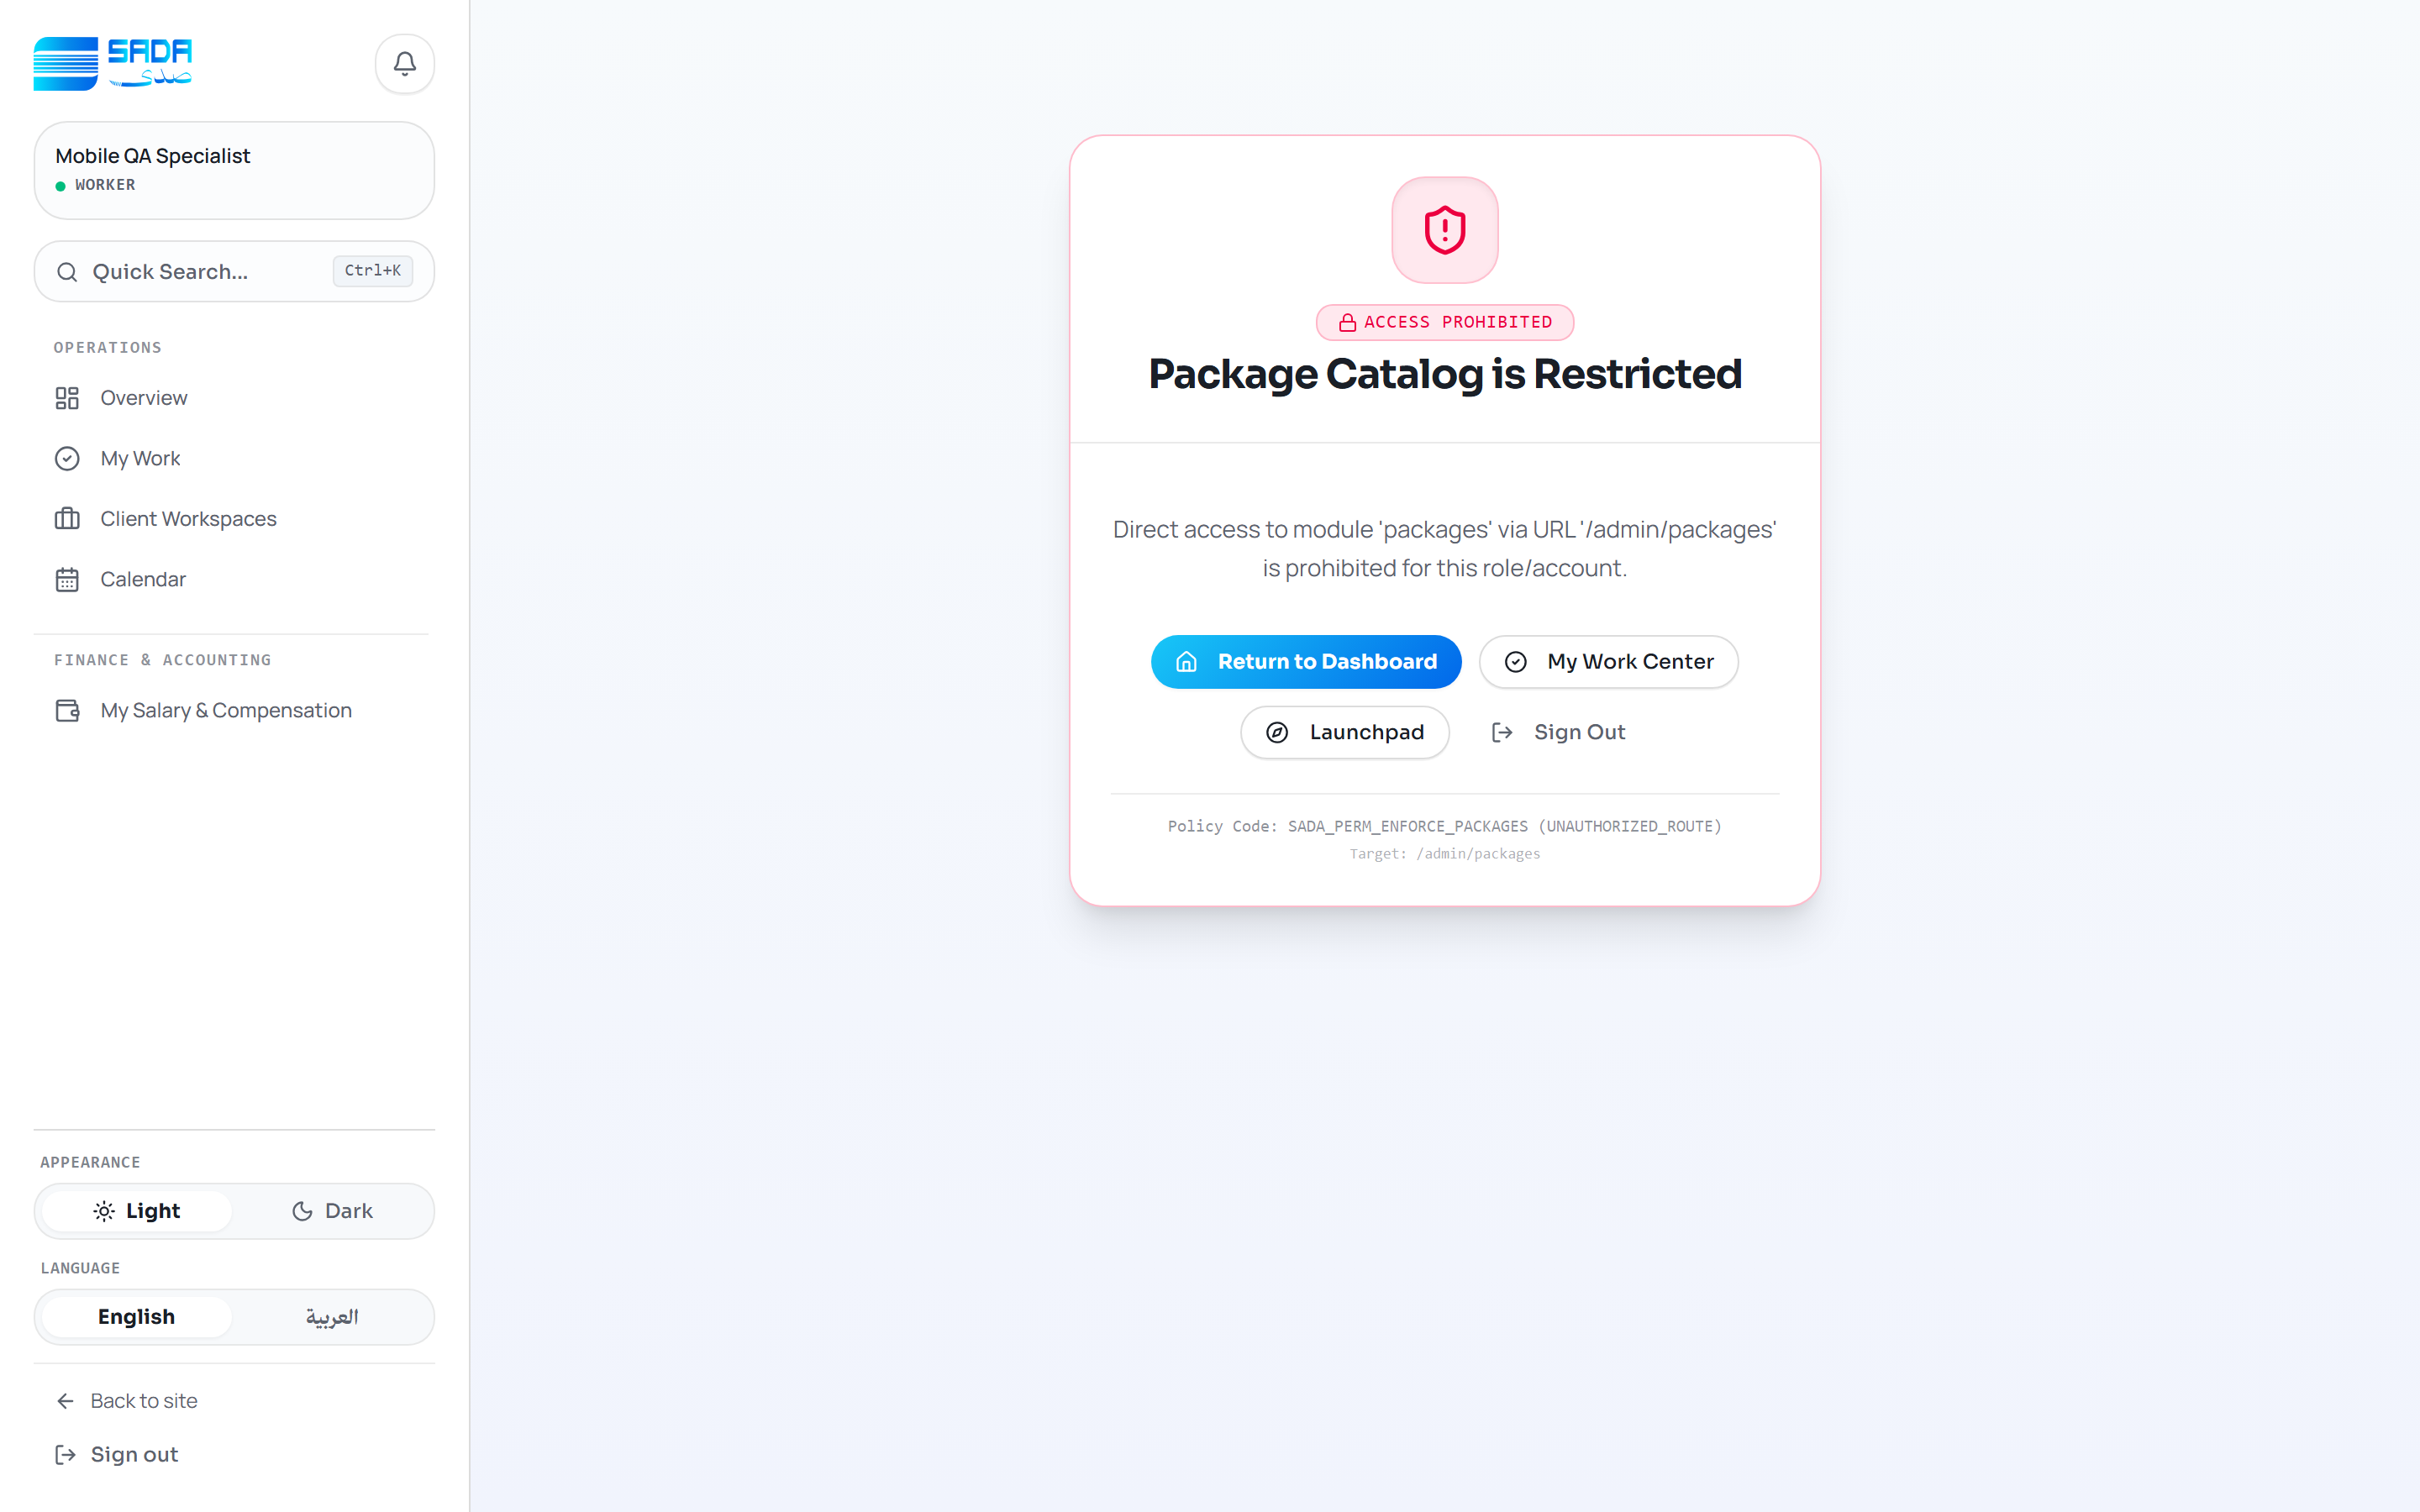 SADA
صدى
Mobile QA Specialist
WORKER
Quick Search...
Ctrl+K
OPERATIONS
Overview
My Work
Client Workspaces
Calendar
FINANCE & ACCOUNTING
My Salary & Compensation
APPEARANCE
Light
Dark
LANGUAGE
English
العربية
Back to site
Sign out
ACCESS PROHIBITED
Package Catalog is Restricted
Direct access to module 'packages' via URL '/admin/packages'
is prohibited for this role/account.
Return to Dashboard
My Work Center
Launchpad
Sign Out
Policy Code: SADA_PERM_ENFORCE_PACKAGES (UNAUTHORIZED_ROUTE)
Target: /admin/packages